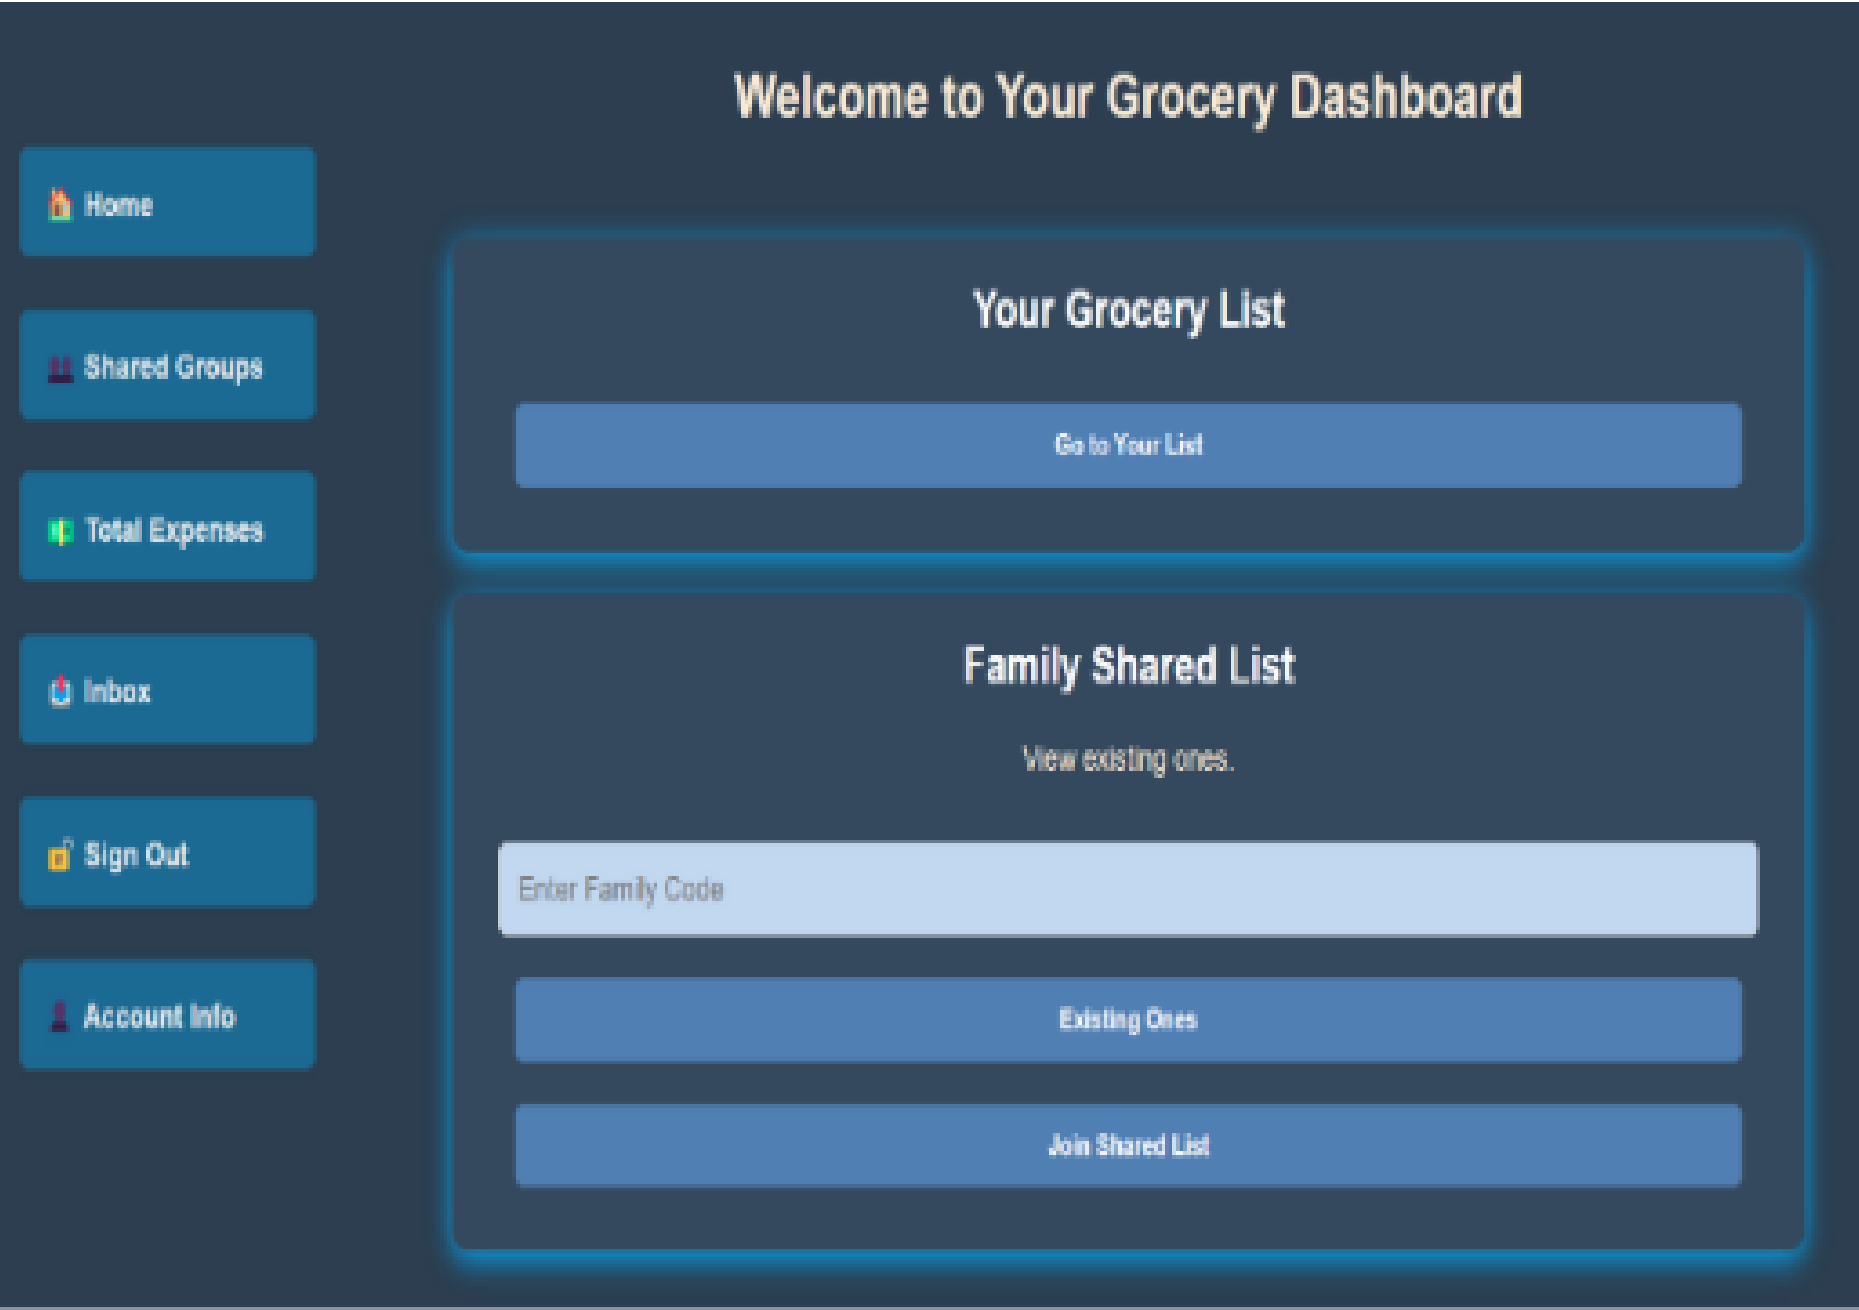 Welcome to Your Grocery Dashboard
Home
Shared Groups
Total Expenses
Inbox
Sign Out
Account Info
Your Grocery List
Go to Your List
Family Shared List
View existing ones.
Enter Family Code
Existing Ones
Join Shared List